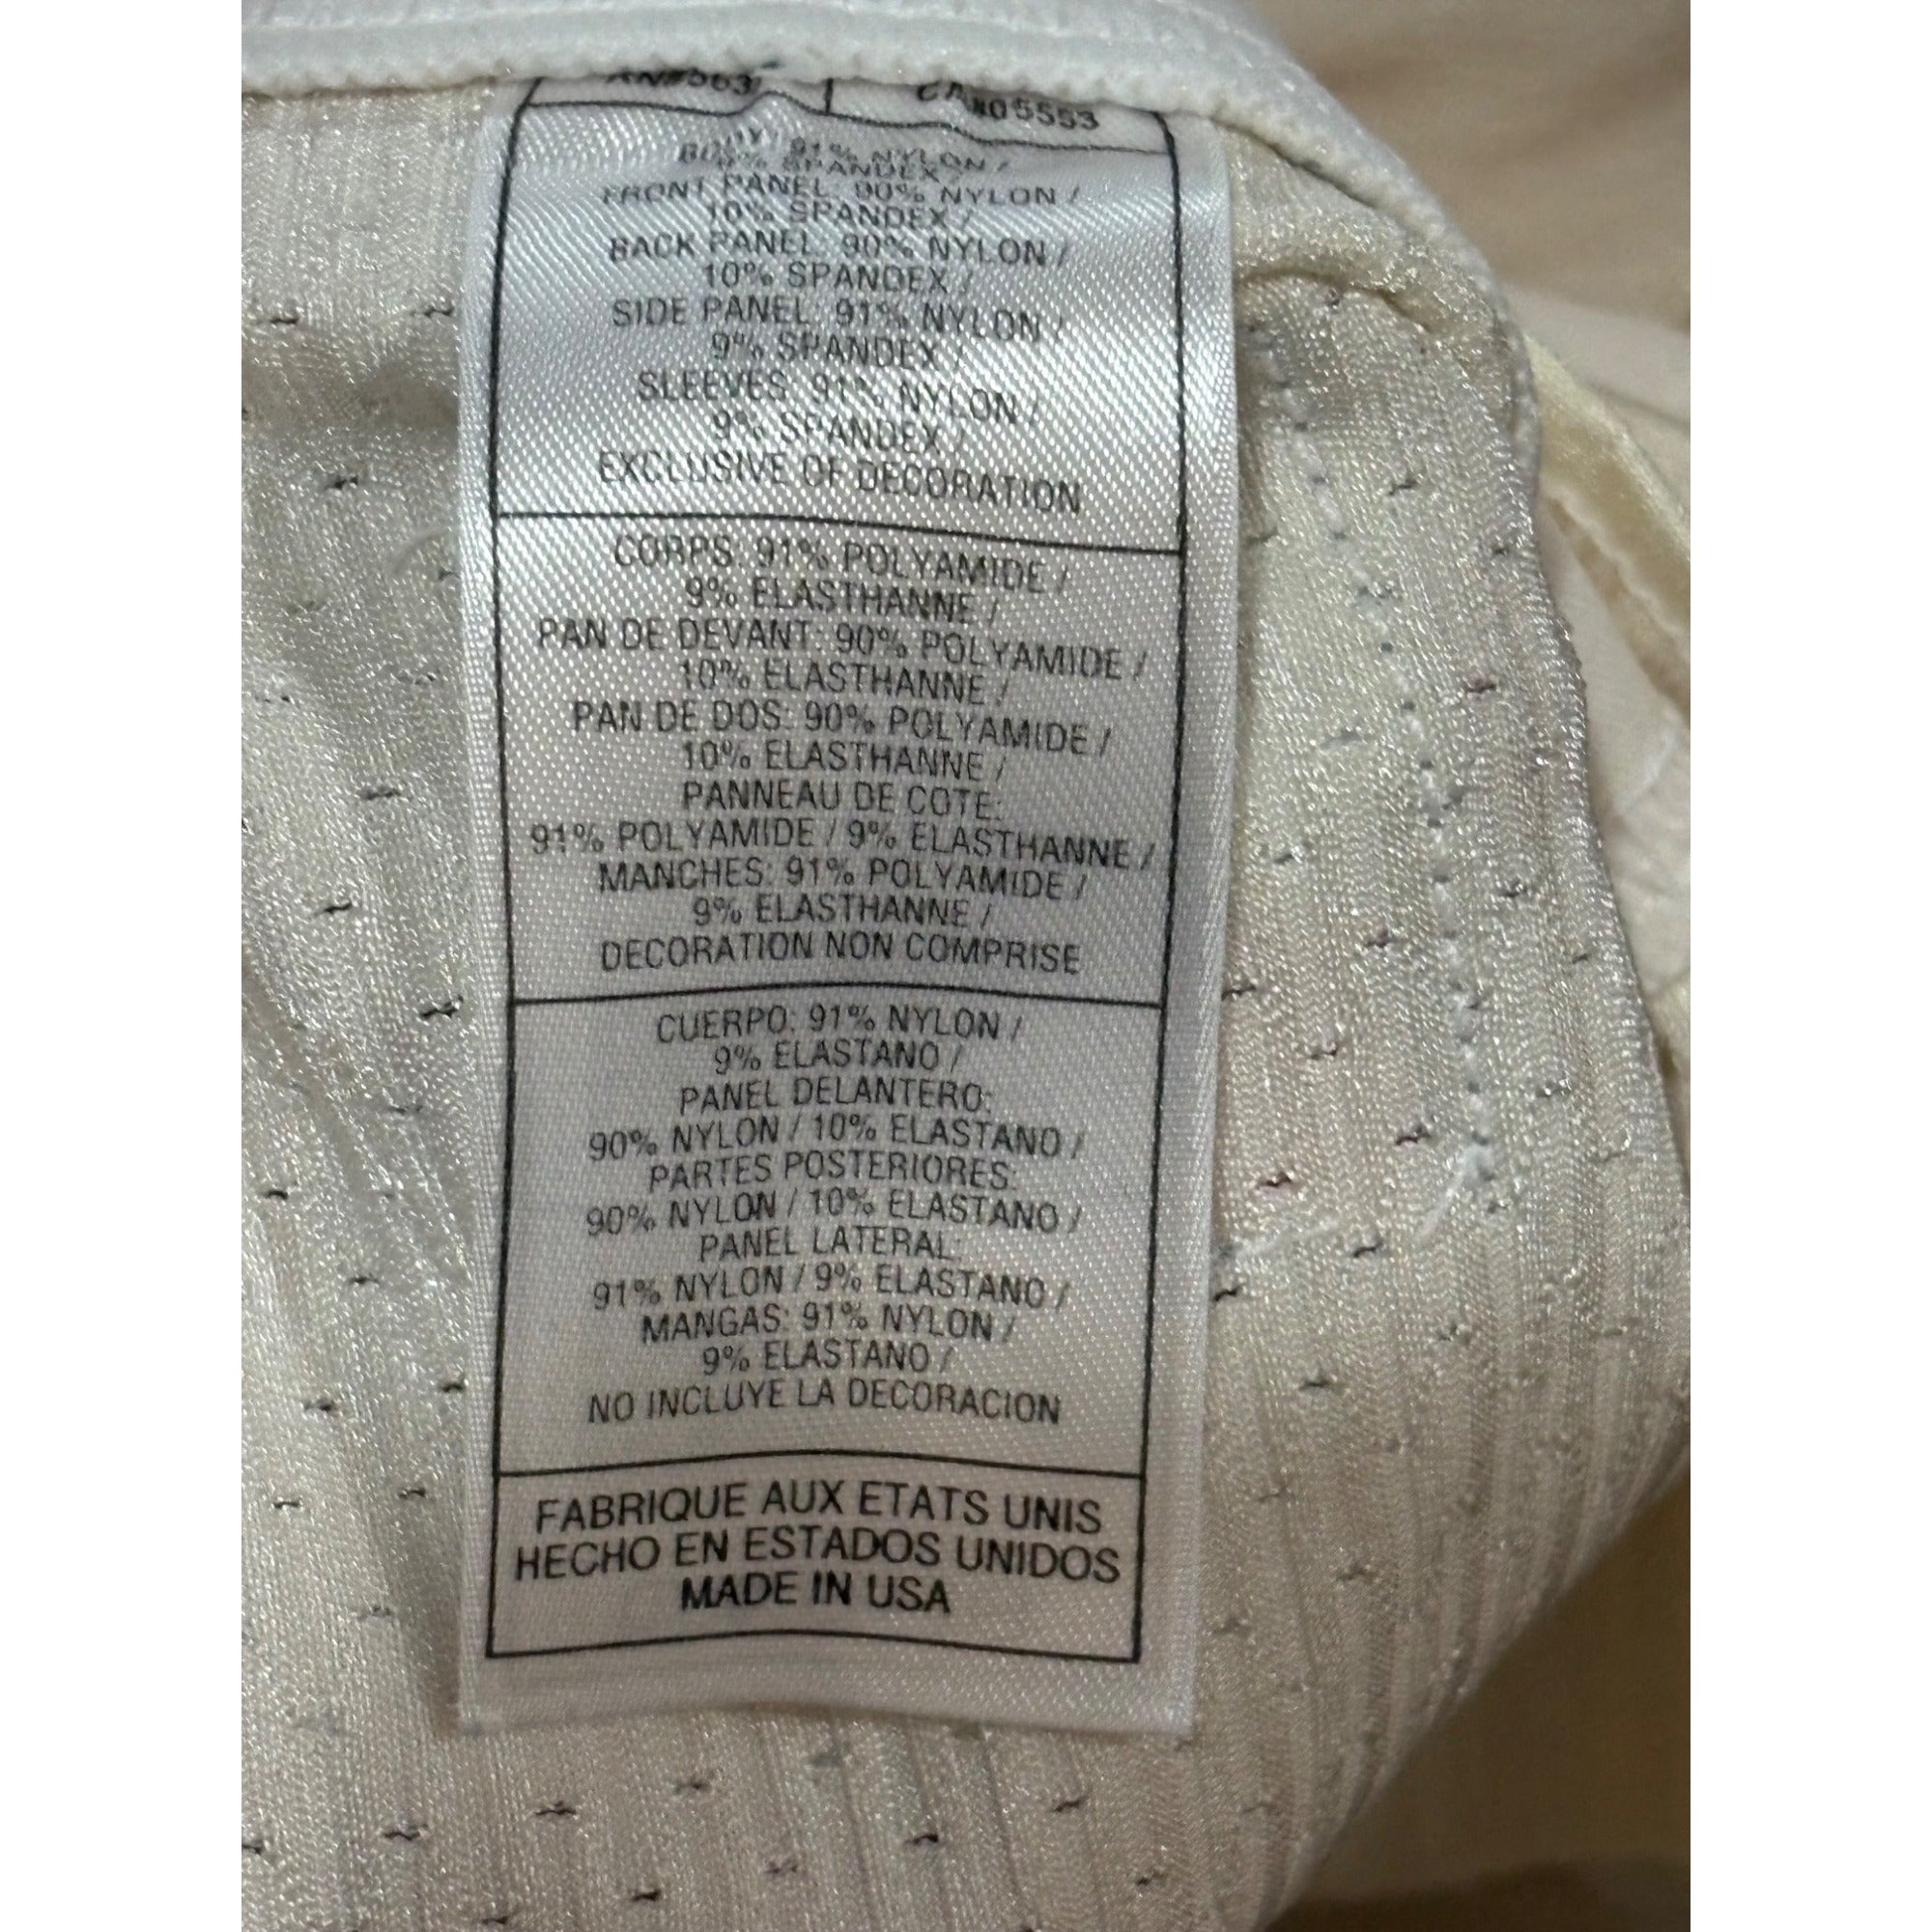 CA#05553
BODY: 91% NYLON /
9% SPANDEX /
FRONT PANEL: 90% NYLON /
10% SPANDEX /
BACK PANEL: 90% NYLON /
10% SPANDEX /
SIDE PANEL: 91% NYLON /
9% SPANDEX /
SLEEVES: 91% NYLON /
9% SPANDEX /
EXCLUSIVE OF DECORATION
CORPS: 91% POLYAMIDE /
9% ELASTHANNE /
PAN DE DEVANT: 90% POLYAMIDE /
10% ELASTHANNE /
PAN DE DOS: 90% POLYAMIDE /
10% ELASTHANNE /
PANNEAU DE COTE:
91% POLYAMIDE / 9% ELASTHANNE /
MANCHES: 91% POLYAMIDE /
9% ELASTHANNE /
DECORATION NON COMPRISE
CUERPO: 91% NYLON /
9% ELASTANO /
PANEL DELANTERO:
90% NYLON / 10% ELASTANO /
PARTES POSTERIORES:
90% NYLON / 10% ELASTANO /
PANEL LATERAL:
91% NYLON / 9% ELASTANO /
MANGAS: 91% NYLON /
9% ELASTANO /
NO INCLUYE LA DECORACION
FABRIQUE AUX ETATS UNIS
HECHO EN ESTADOS UNIDOS
MADE IN USA